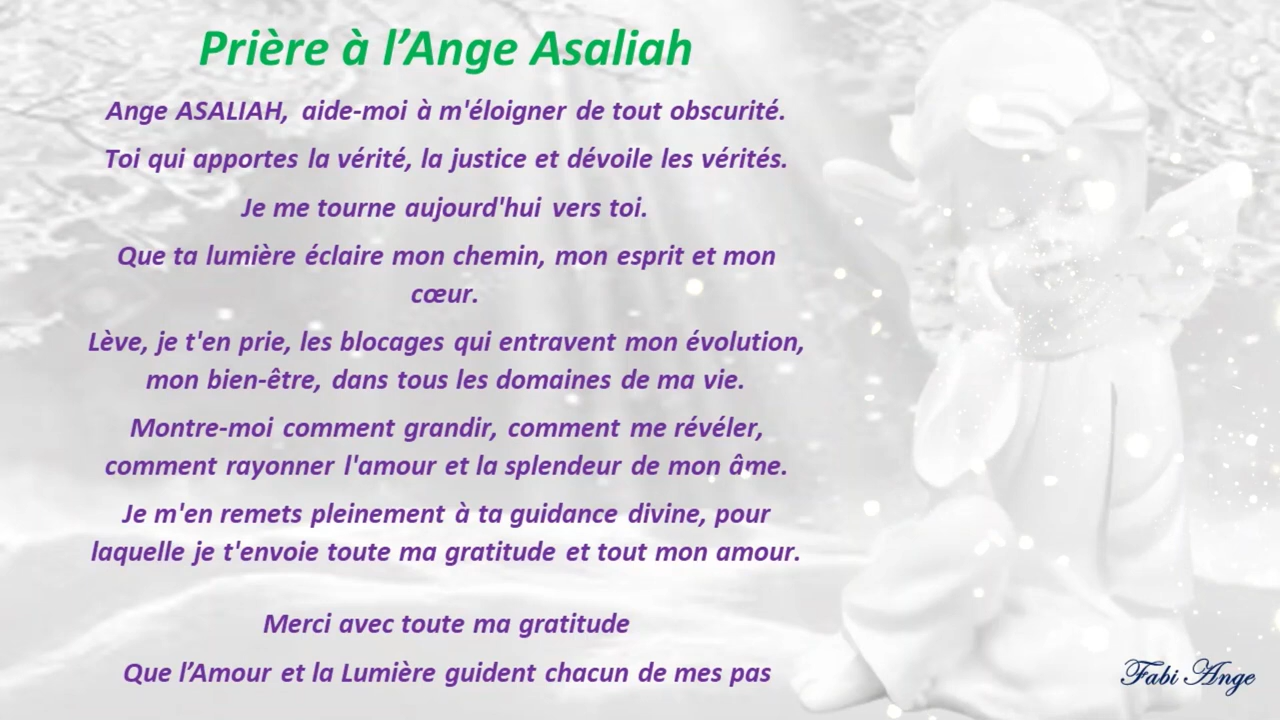 Prière à l’Ange Asaliah
Ange ASALIAH, aide-moi à m'éloigner de tout obscurité.
Toi qui apportes la vérité, la justice et dévoile les vérités.
Je me tourne aujourd'hui vers toi.
Que ta lumière éclaire mon chemin, mon esprit et mon
cœur.
Lève, je t'en prie, les blocages qui entravent mon évolution,
mon bien-être, dans tous les domaines de ma vie.
Montre-moi comment grandir, comment me révéler,
comment rayonner l'amour et la splendeur de mon âme.
Je m'en remets pleinement à ta guidance divine, pour
laquelle je t'envoie toute ma gratitude et tout mon amour.
Merci avec toute ma gratitude
Que l’Amour et la Lumière guident chacun de mes pas
Fabi Ange